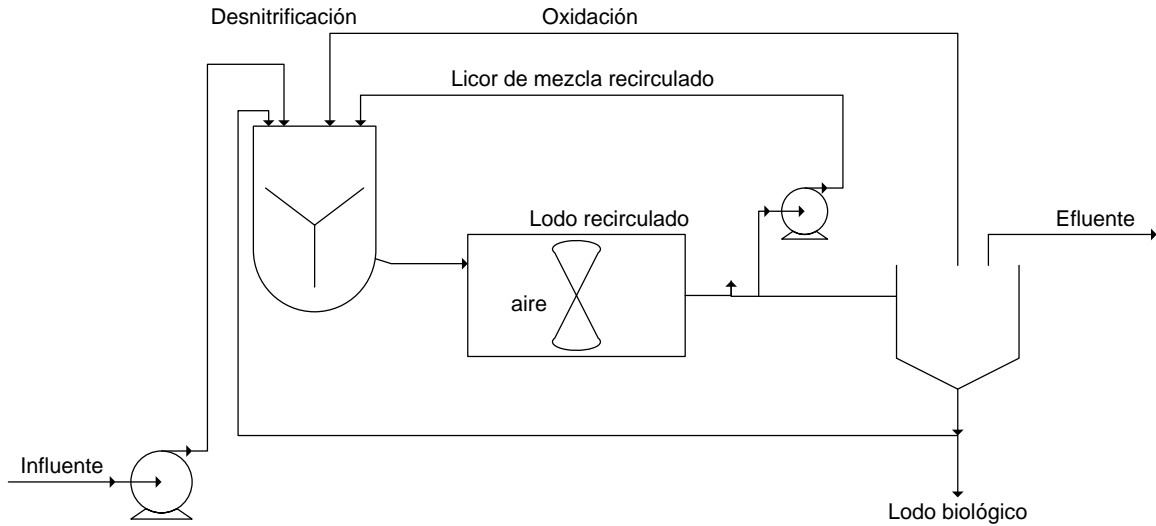 Desnitrificación
Oxidación
Licor de mezcla recirculado
Lodo recirculado
Efluente
aire
Influente
Lodo biológico